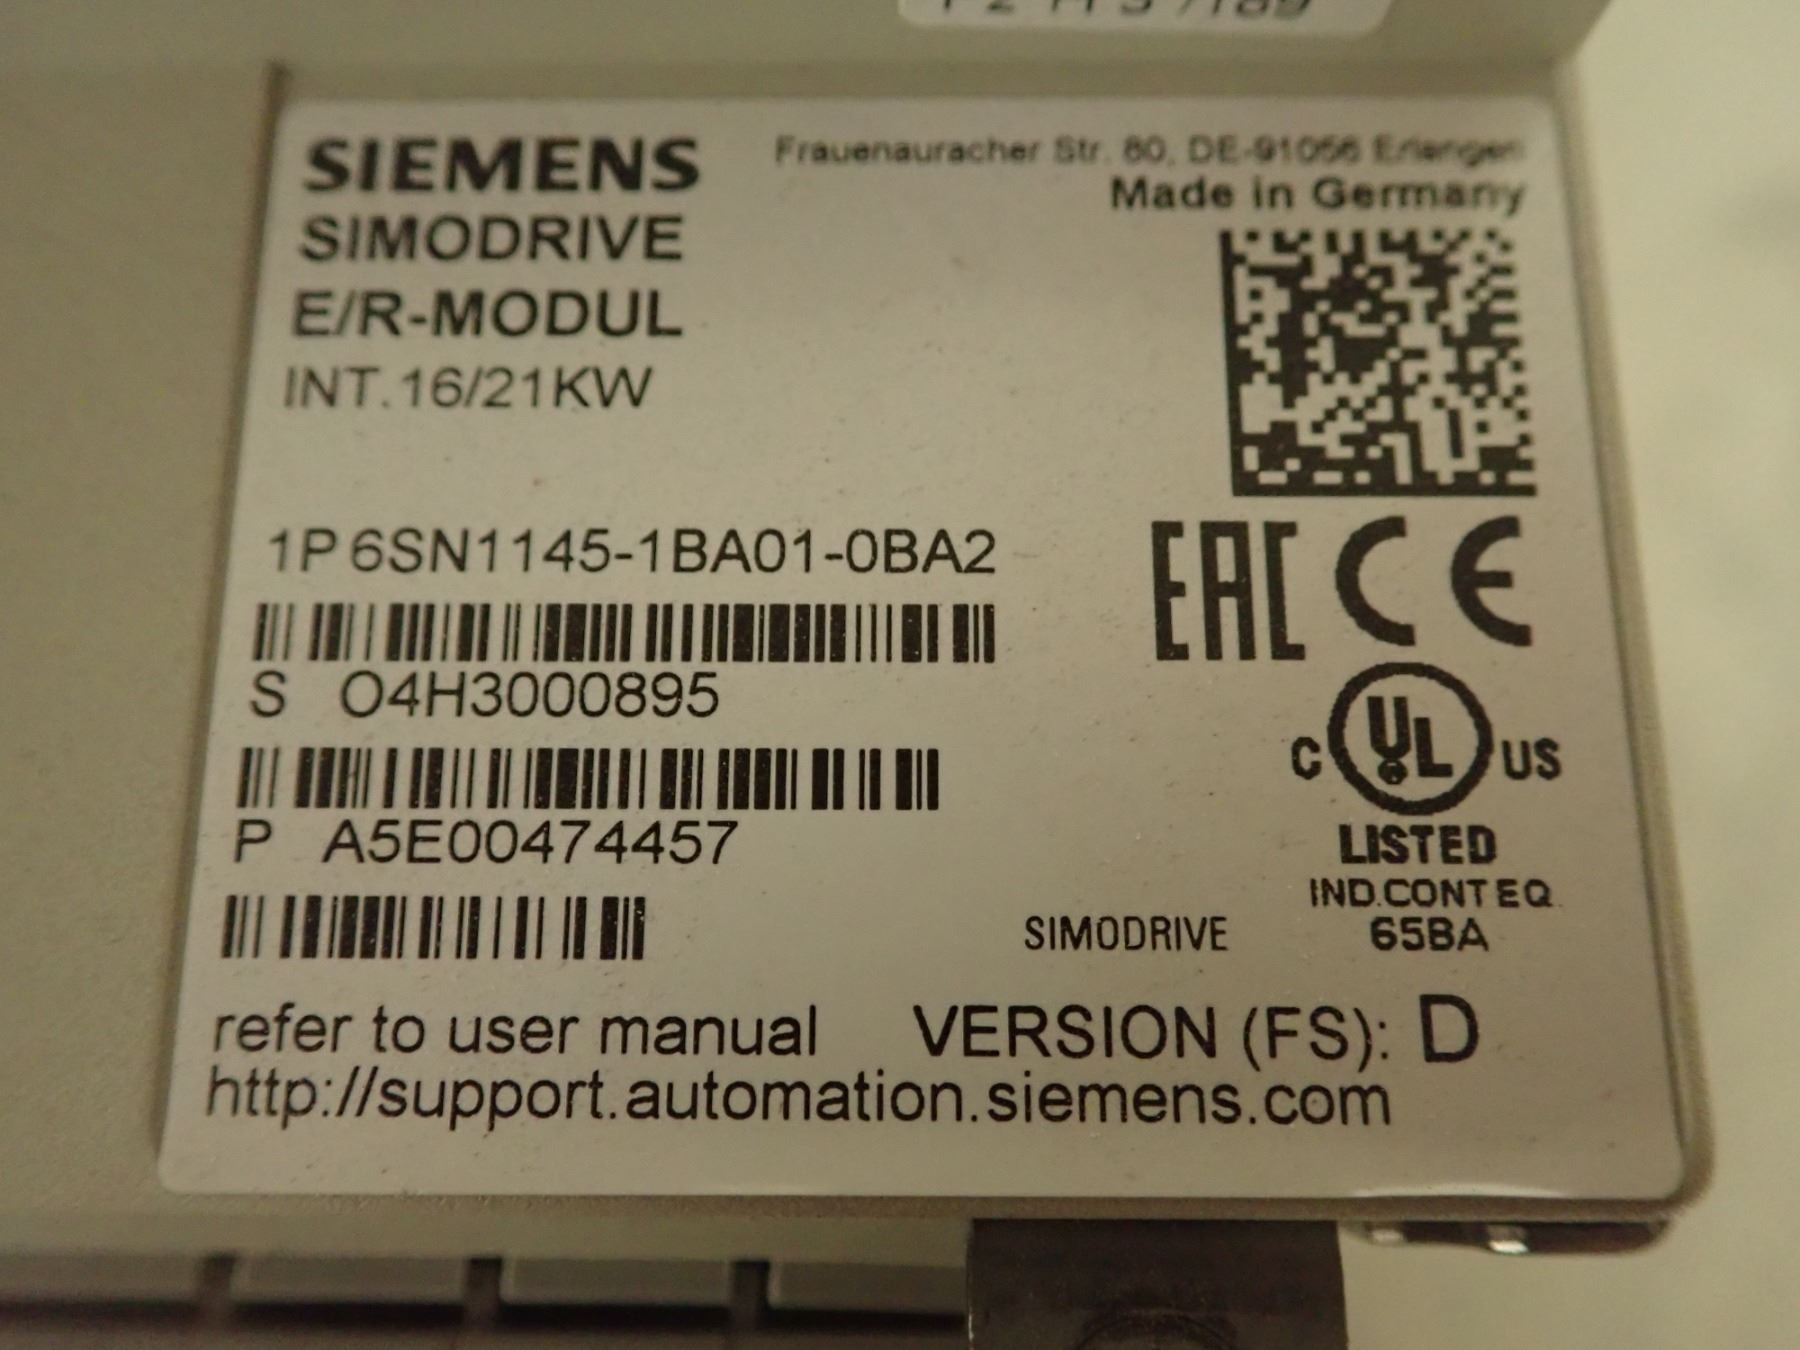 SIEMENS
Frauenauracher Str. 80, DE-91056 Erlangen
Made in Germany
SIMODRIVE
E/R-MODUL
INT.16/21KW
1P 6SN1145-1BA01-0BA2
EAC CE
S O4H3000895
P A5E00474457
C UL US
LISTED
IND.CONT EQ.
SIMODRIVE 65BA
refer to user manual VERSION (FS): D
http://support.automation.siemens.com